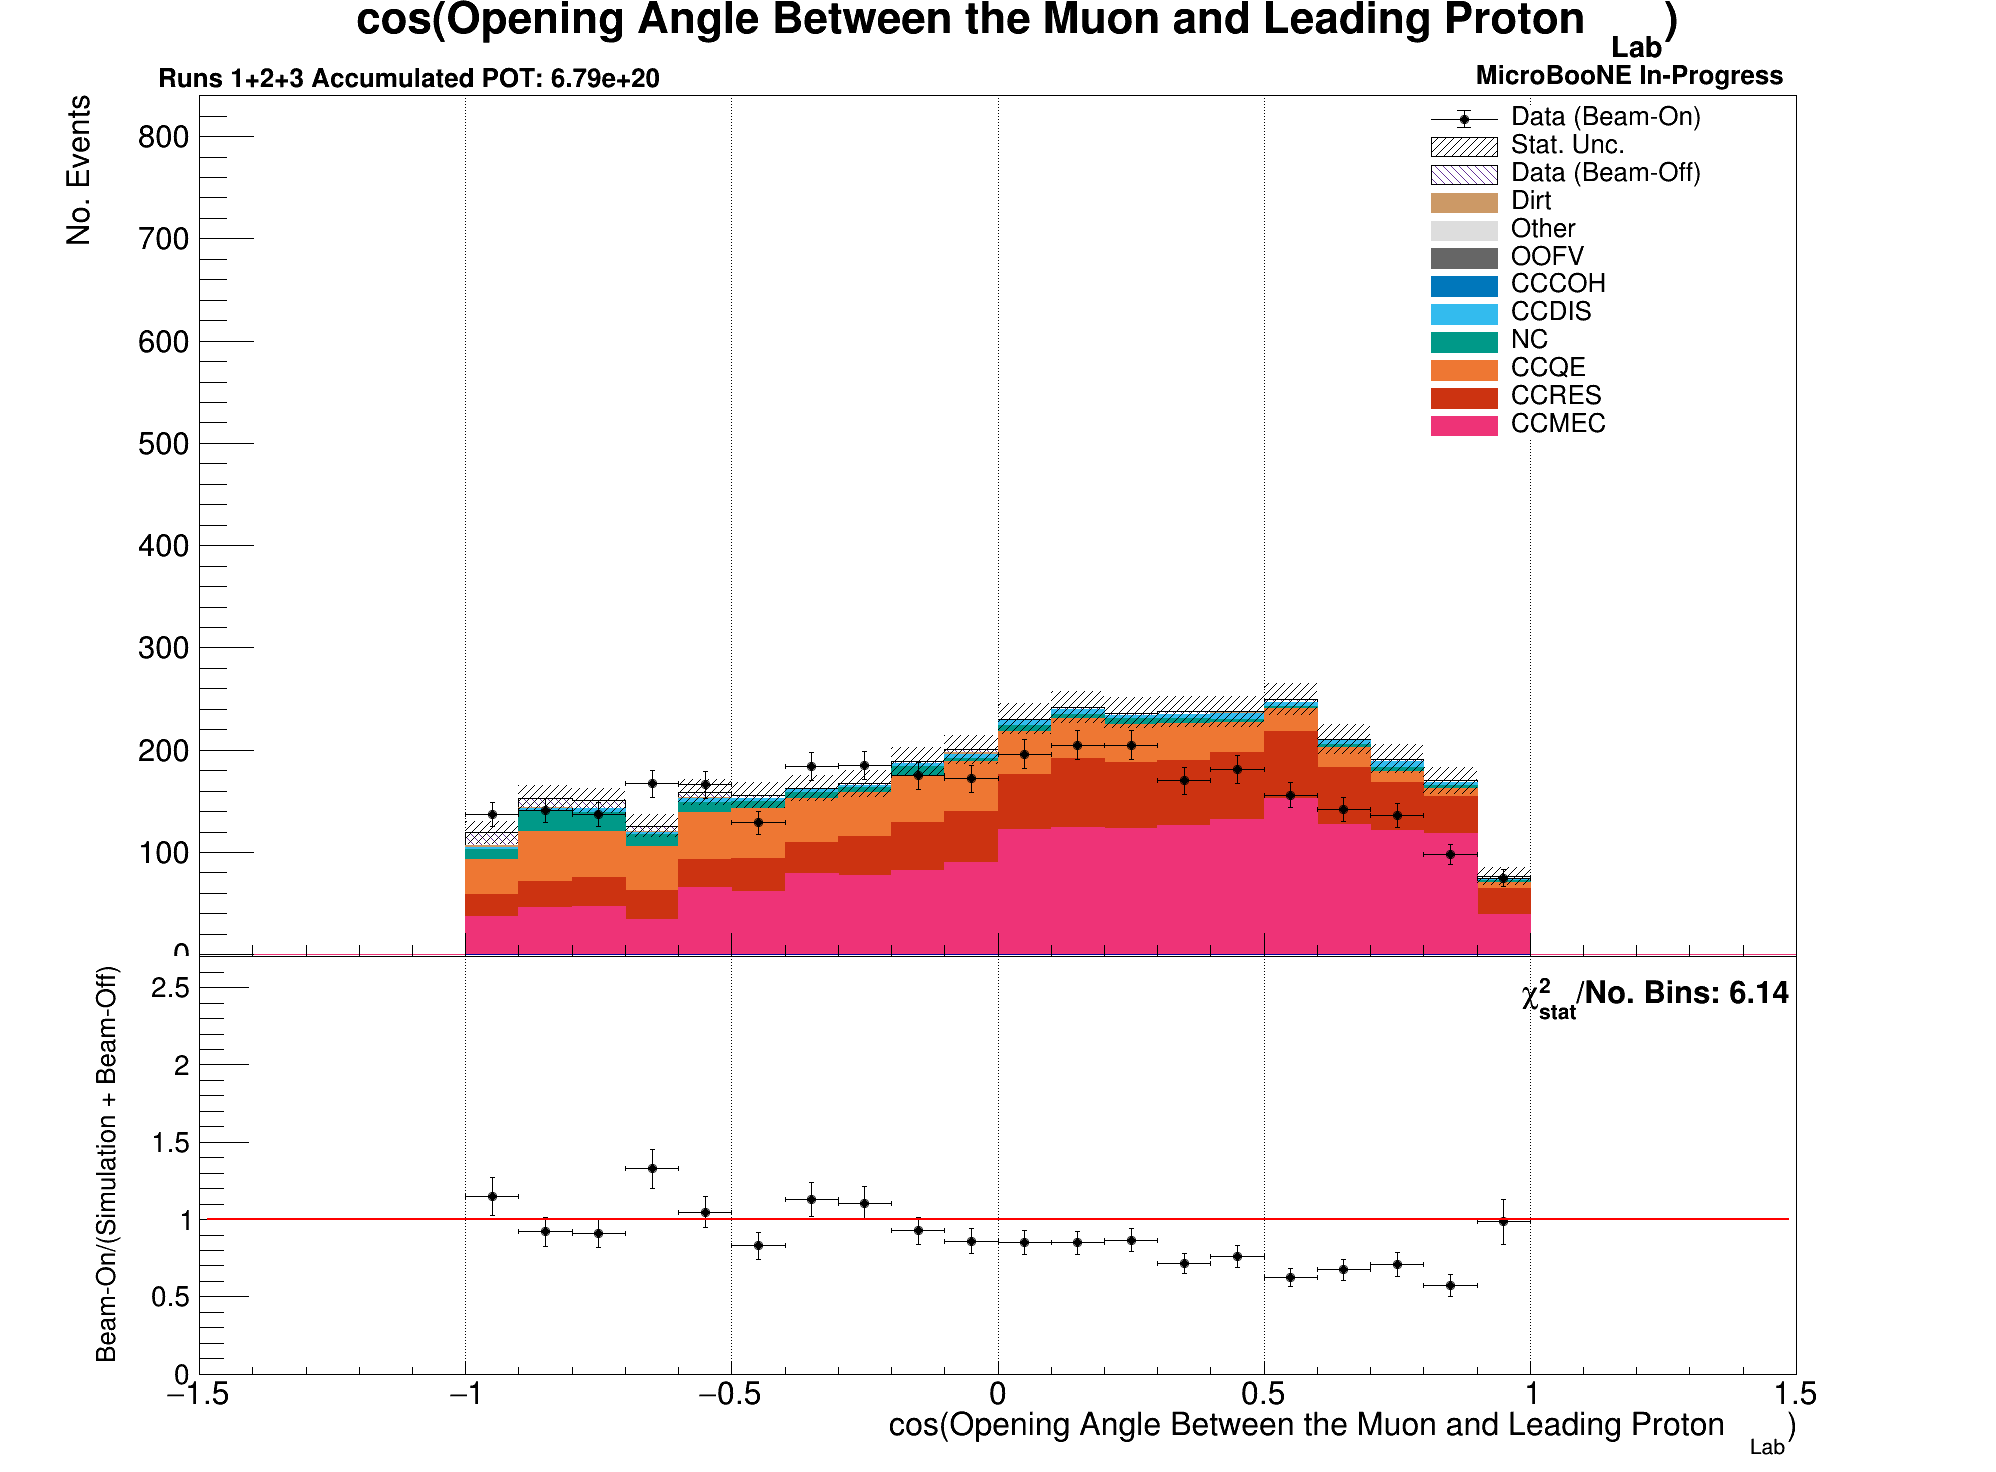 cos(Opening Angle Between the Muon and Leading Proton Lab)
Runs 1+2+3 Accumulated POT: 6.79e+20
MicroBooNE In-Progress
No. Events
800
700
600
500
400
300
200
100
0
Data (Beam-On)
Stat. Unc.
Data (Beam-Off)
Dirt
Other
OOFV
CCCOH
CCDIS
NC
CCQE
CCRES
CCMEC
Beam-On/(Simulation + Beam-Off)
2.5
2
1.5
1
0.5
0
χ²stat/No. Bins: 6.14
−1.5 −1 −0.5 0 0.5 1 1.5
cos(Opening Angle Between the Muon and Leading Proton Lab)